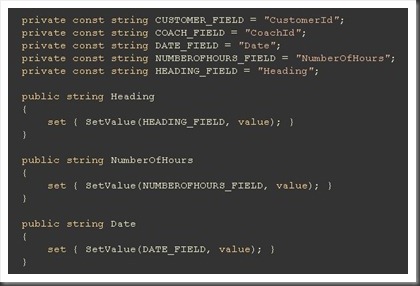 private const string CUSTOMER_FIELD = "CustomerId";
private const string COACH_FIELD = "CoachId";
private const string DATE_FIELD = "Date";
private const string NUMBEROFHOURS_FIELD = "NumberOfHours";
private const string HEADING_FIELD = "Heading";
public string Heading
{
set { SetValue(HEADING_FIELD, value); }
}
public string NumberOfHours
{
set { SetValue(NUMBEROFHOURS_FIELD, value); }
}
public string Date
{
set { SetValue(DATE_FIELD, value); }
}